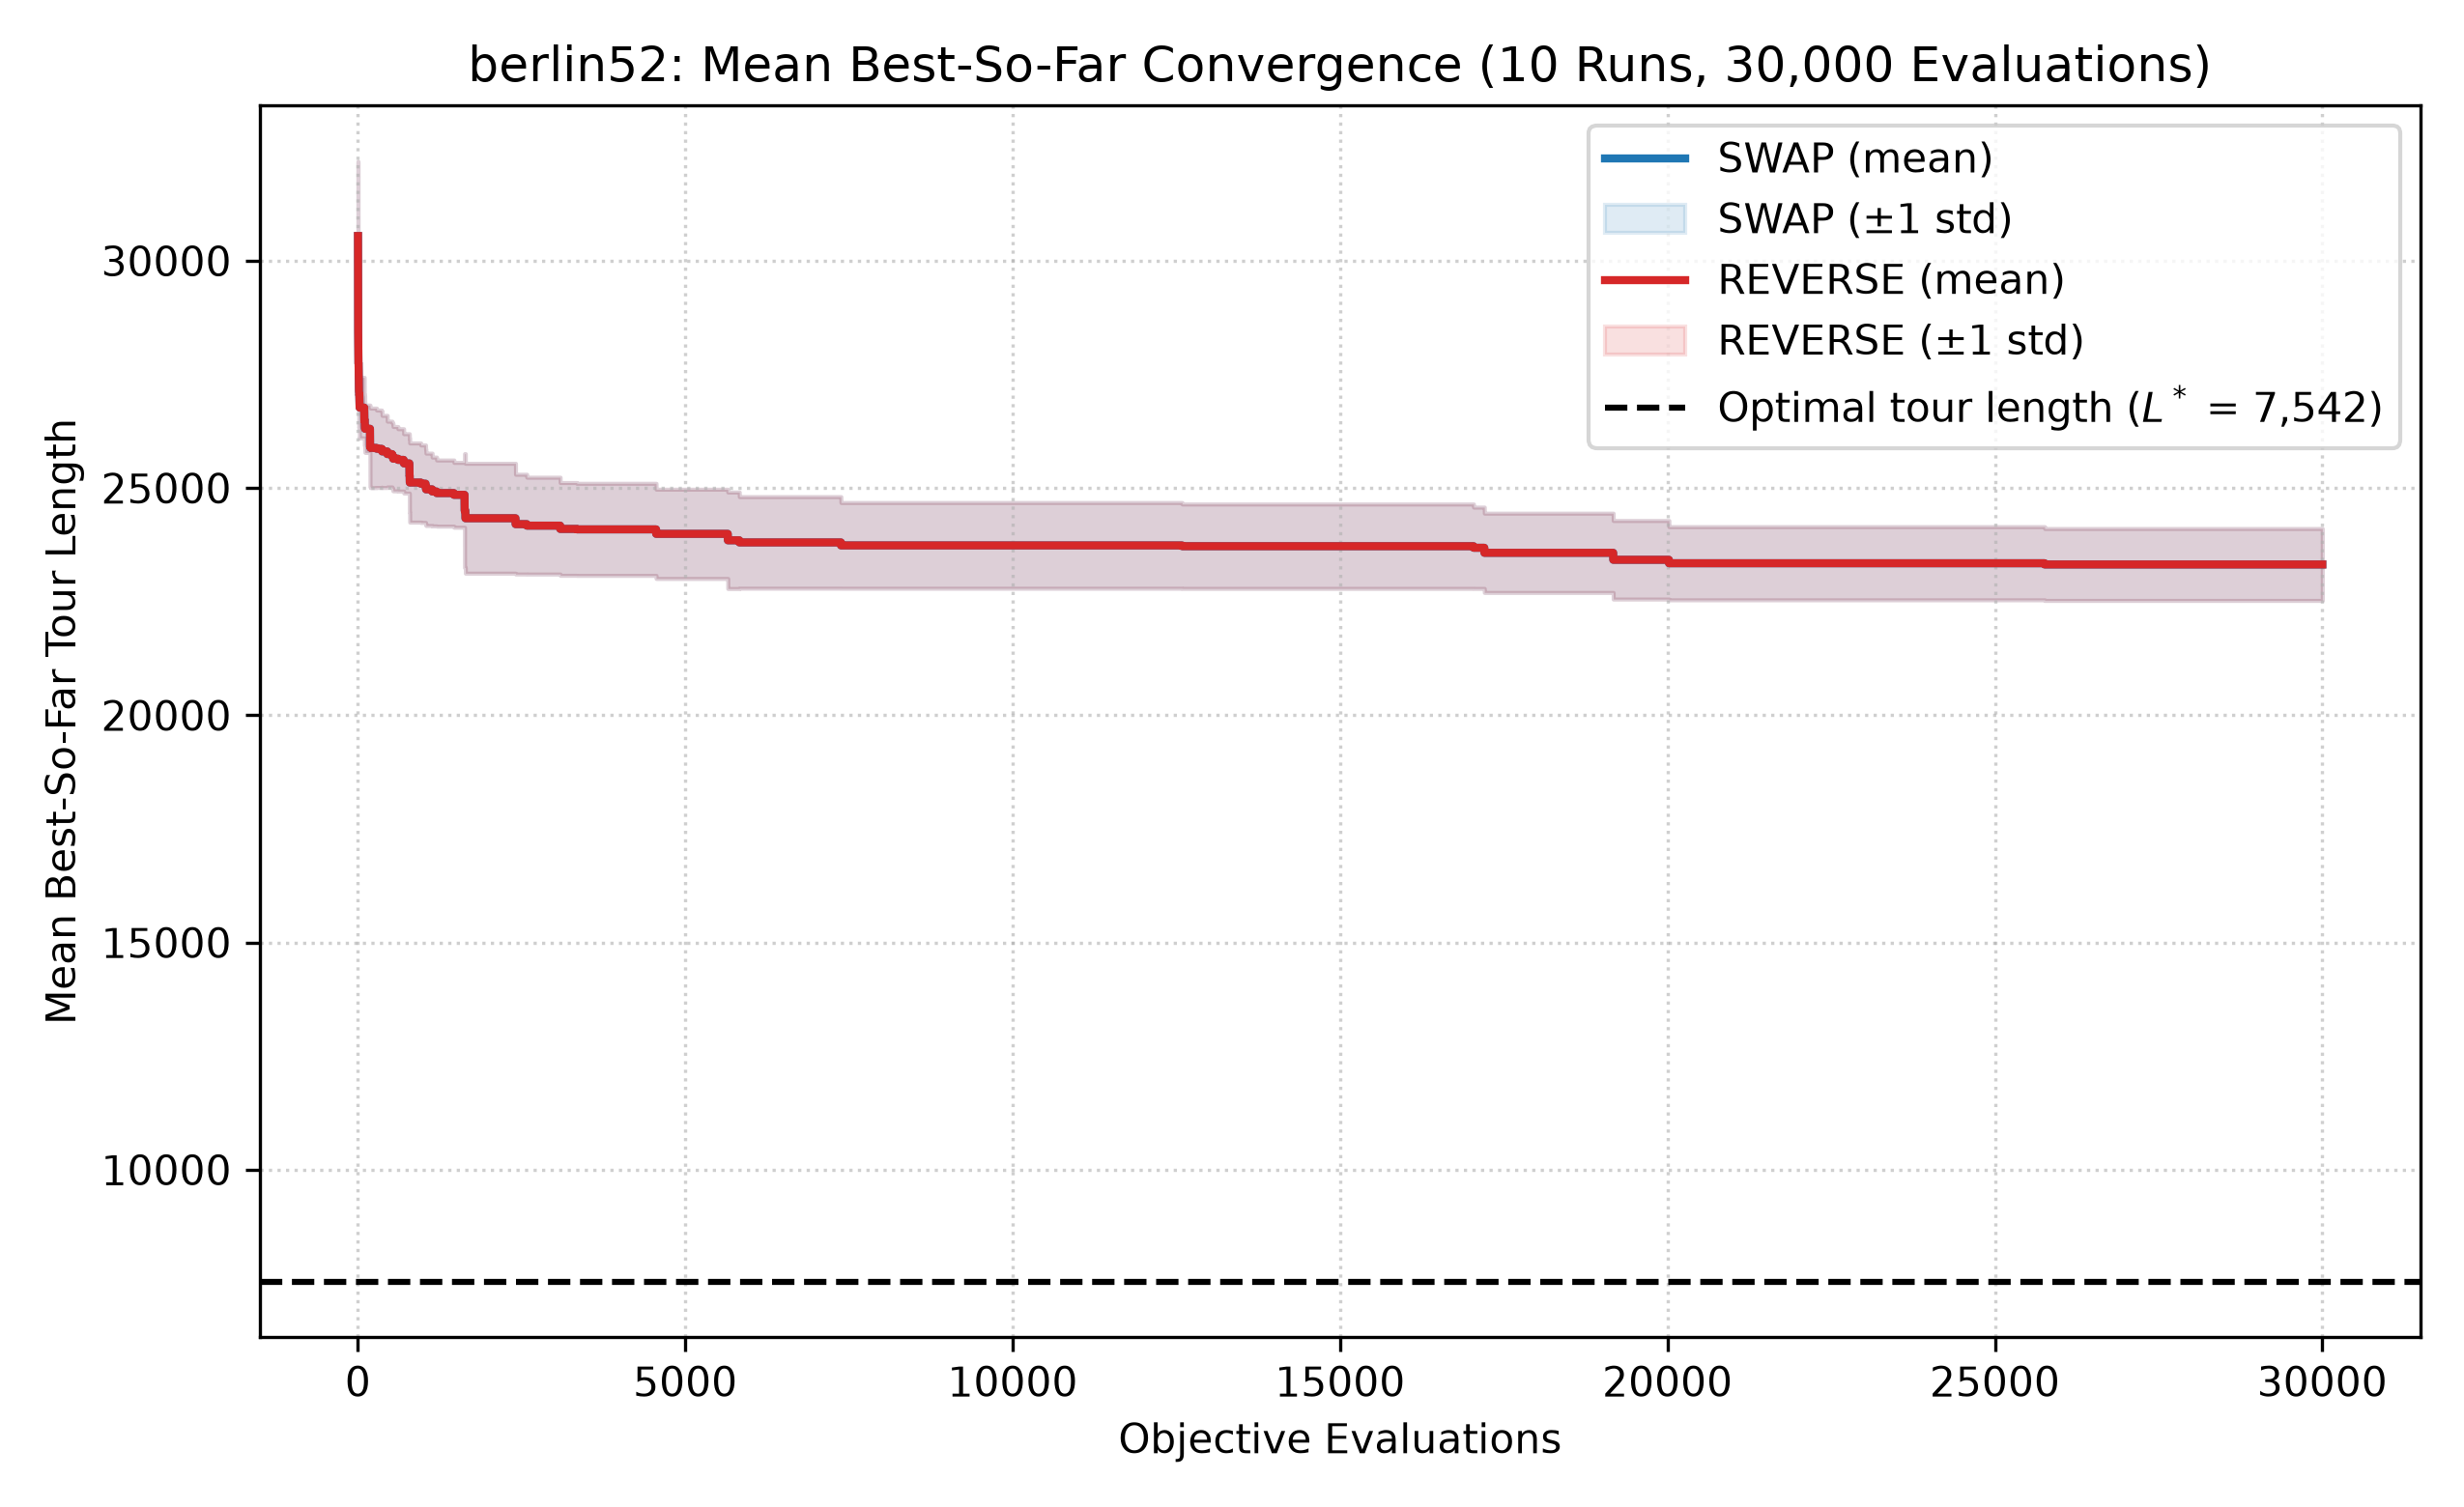 berlin52: Mean Best-So-Far Convergence (10 Runs, 30,000 Evaluations)
SWAP (mean)
SWAP (±1 std)
REVERSE (mean)
REVERSE (±1 std)
Optimal tour length (L* = 7,542)
Mean Best-So-Far Tour Length
30000
25000
20000
15000
10000
0
5000
10000
15000
20000
25000
30000
Objective Evaluations